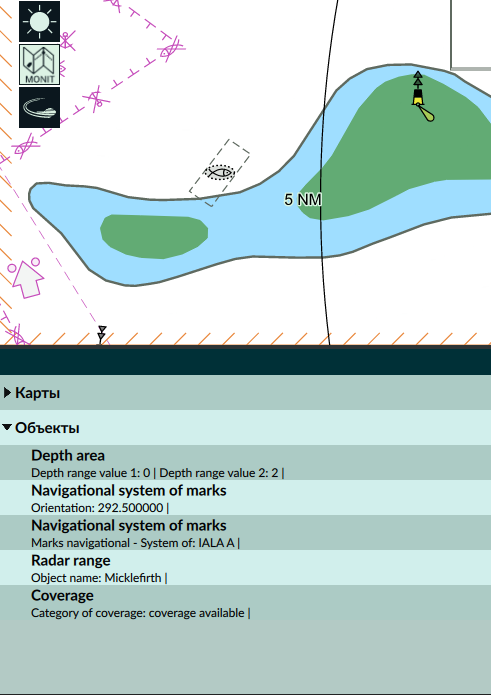 MONIT
5 NM
Карты
Объекты
Depth area
Depth range value 1: 0 | Depth range value 2: 2 |
Navigational system of marks
Orientation: 292.500000 |
Navigational system of marks
Marks navigational - System of: IALA A |
Radar range
Object name: Micklefirth |
Coverage
Category of coverage: coverage available |